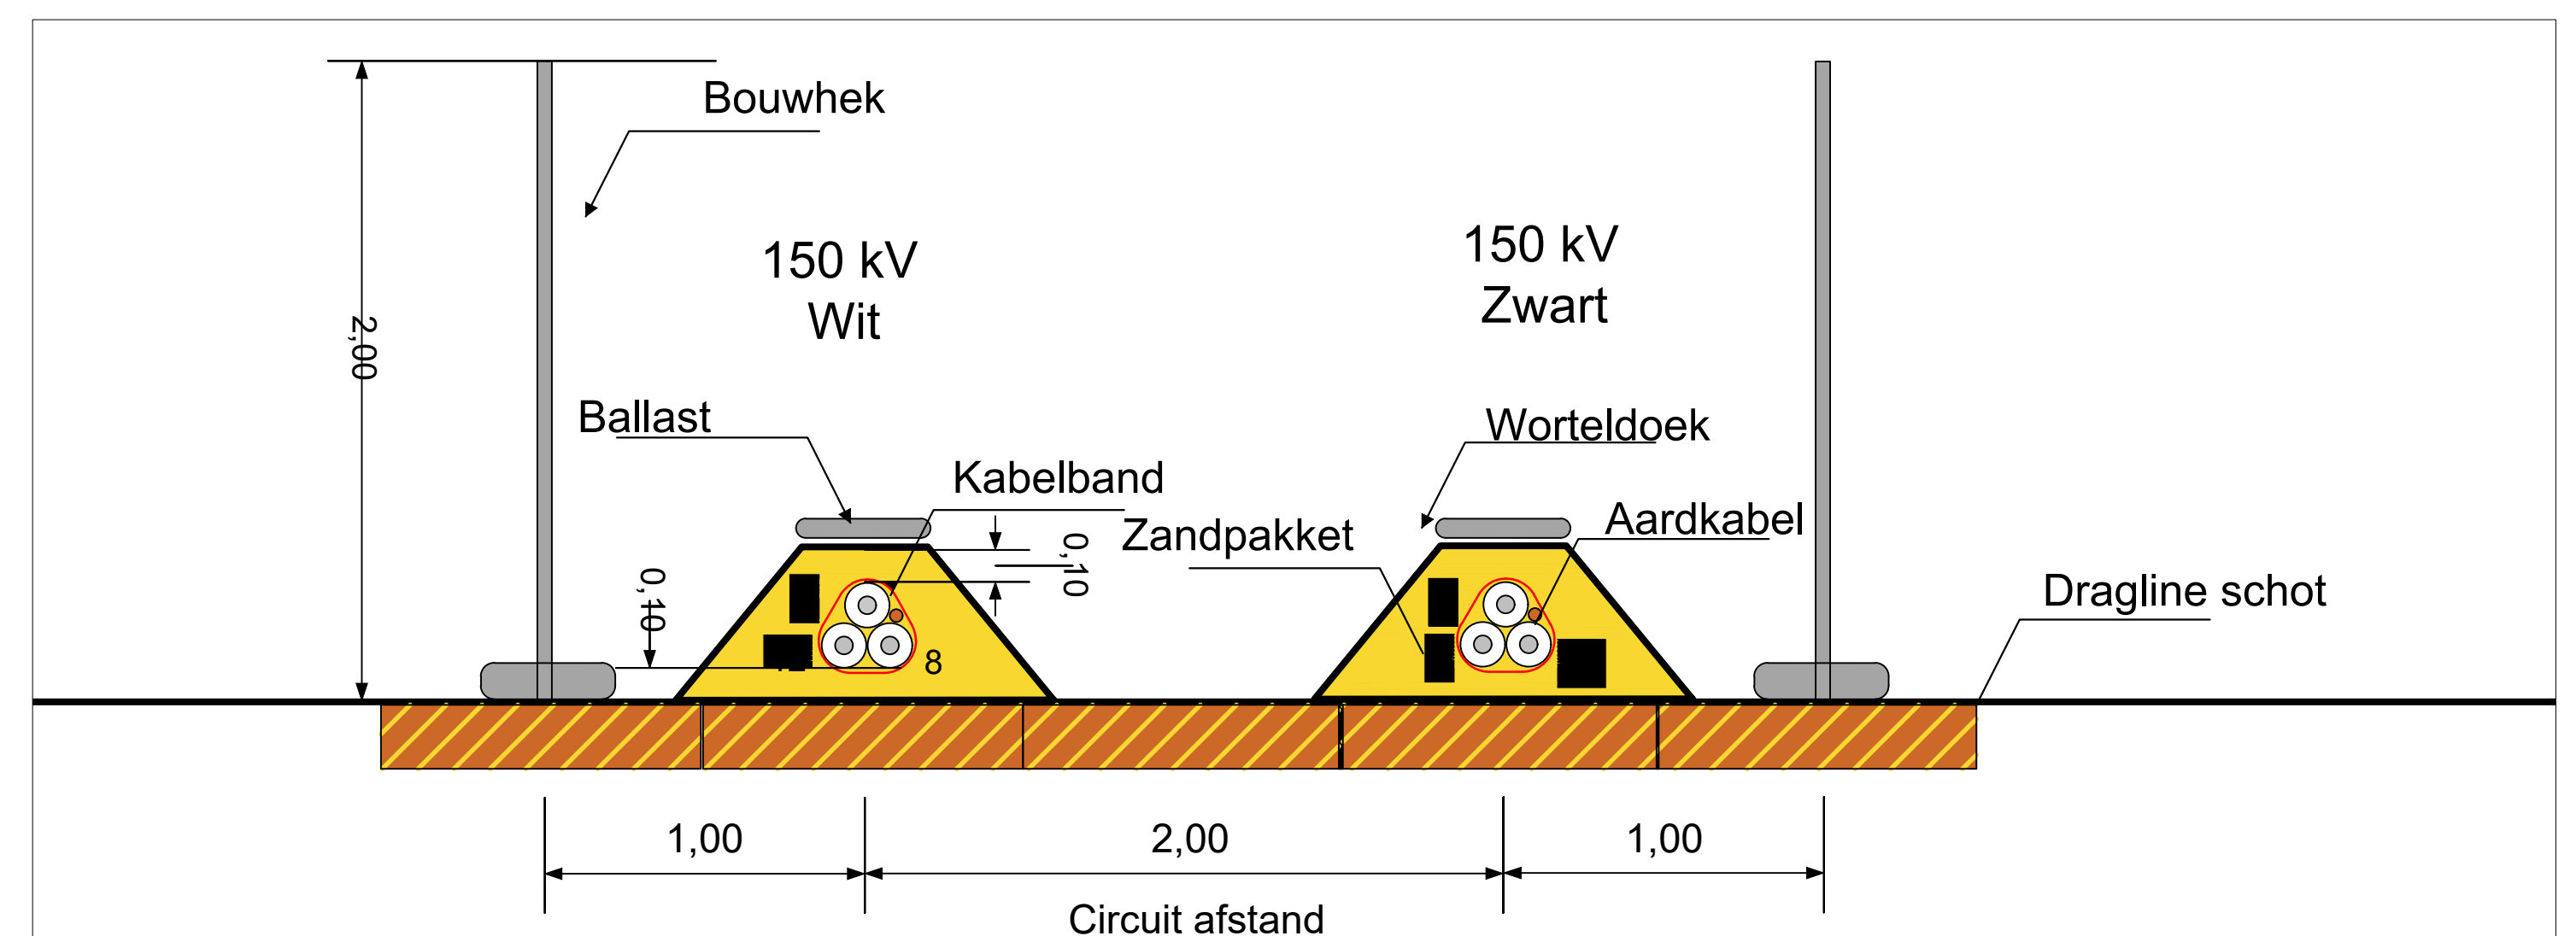 Bouwhek
150 kV
Wit
150 kV
Zwart
2,00
Ballast
Worteldoek
Kabelband
Zandpakket
Aardkabel
0,10
0,10
Dragline schot
8
1,00
2,00
1,00
Circuit afstand